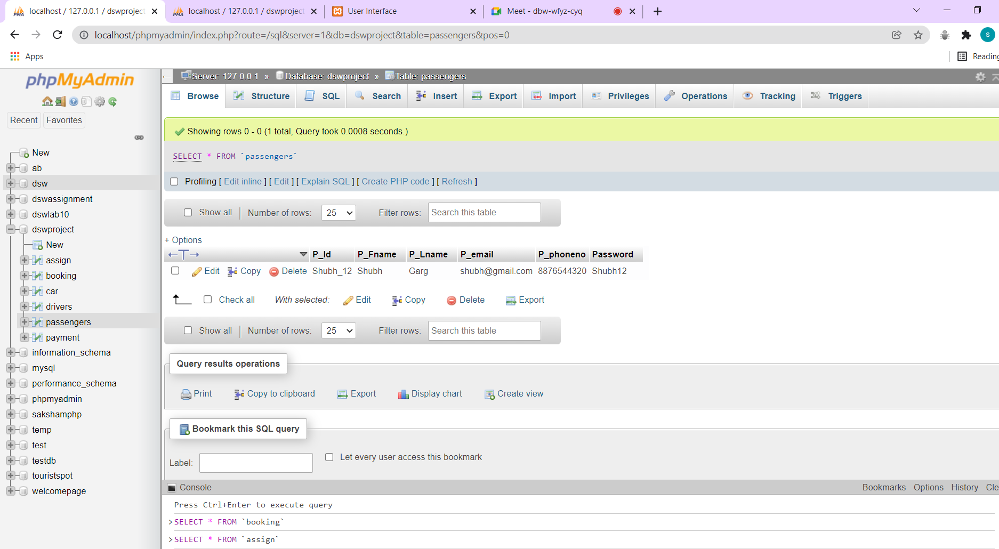 localhost / 127.0.0.1 / dswproject
localhost / 127.0.0.1 / dswproject
User Interface
Meet - dbw-wfyz-cyq
localhost/phpmyadmin/index.php?route=/sql&server=1&db=dswproject&table=passengers&pos=0
S
Apps
Reading
phpMyAdmin
Recent Favorites
New
ab
dsw
dswassignment
dswlab10
dswproject
New
assign
booking
car
drivers
passengers
payment
information_schema
mysql
performance_schema
phpmyadmin
sakshamphp
temp
test
testdb
touristspot
welcomepage
Server: 127.0.0.1 » Database: dswproject » Table: passengers
Browse Structure SQL Search Insert Export Import Privileges Operations Tracking Triggers
Showing rows 0 - 0 (1 total, Query took 0.0008 seconds.)
SELECT * FROM `passengers`
Profiling [ Edit inline ] [ Edit ] [ Explain SQL ] [ Create PHP code ] [ Refresh ]
Show all Number of rows: 25 Filter rows: Search this table
+ Options
P_Id P_Fname P_Lname P_email P_phoneno Password
Edit Copy Delete Shubh_12 Shubh Garg shubh@gmail.com 8876544320 Shubh12
Check all With selected: Edit Copy Delete Export
Show all Number of rows: 25 Filter rows: Search this table
Query results operations
Print Copy to clipboard Export Display chart Create view
Bookmark this SQL query
Label: Let every user access this bookmark
Console Bookmarks Options History Cle
Press Ctrl+Enter to execute query
>SELECT * FROM `booking`
>SELECT * FROM `assign`